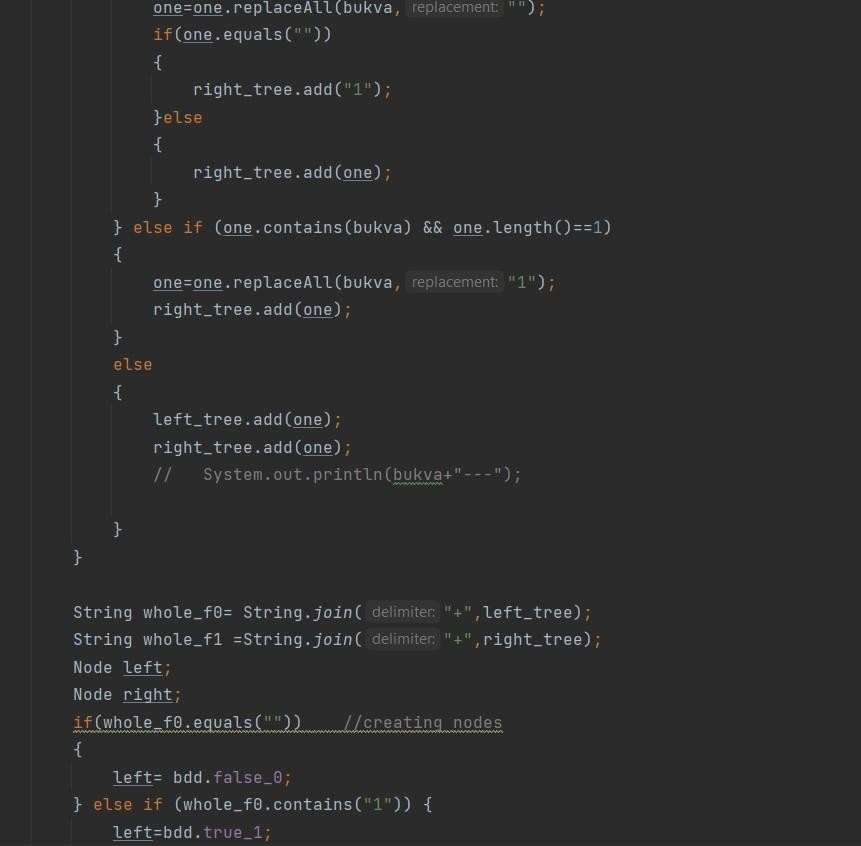 one=one.replaceAll(bukva, replacement: "");
if(one.equals(""))
{
right_tree.add("1");
}else
{
right_tree.add(one);
}
} else if (one.contains(bukva) && one.length()==1)
{
one=one.replaceAll(bukva, replacement: "1");
right_tree.add(one);
}
else
{
left_tree.add(one);
right_tree.add(one);
//   System.out.println(bukva+"---");
}
}
String whole_f0= String.join( delimiter: "+",left_tree);
String whole_f1 =String.join( delimiter: "+",right_tree);
Node left;
Node right;
if(whole_f0.equals(""))    //creating nodes
{
left= bdd.false_0;
} else if (whole_f0.contains("1")) {
left=bdd.true_1;